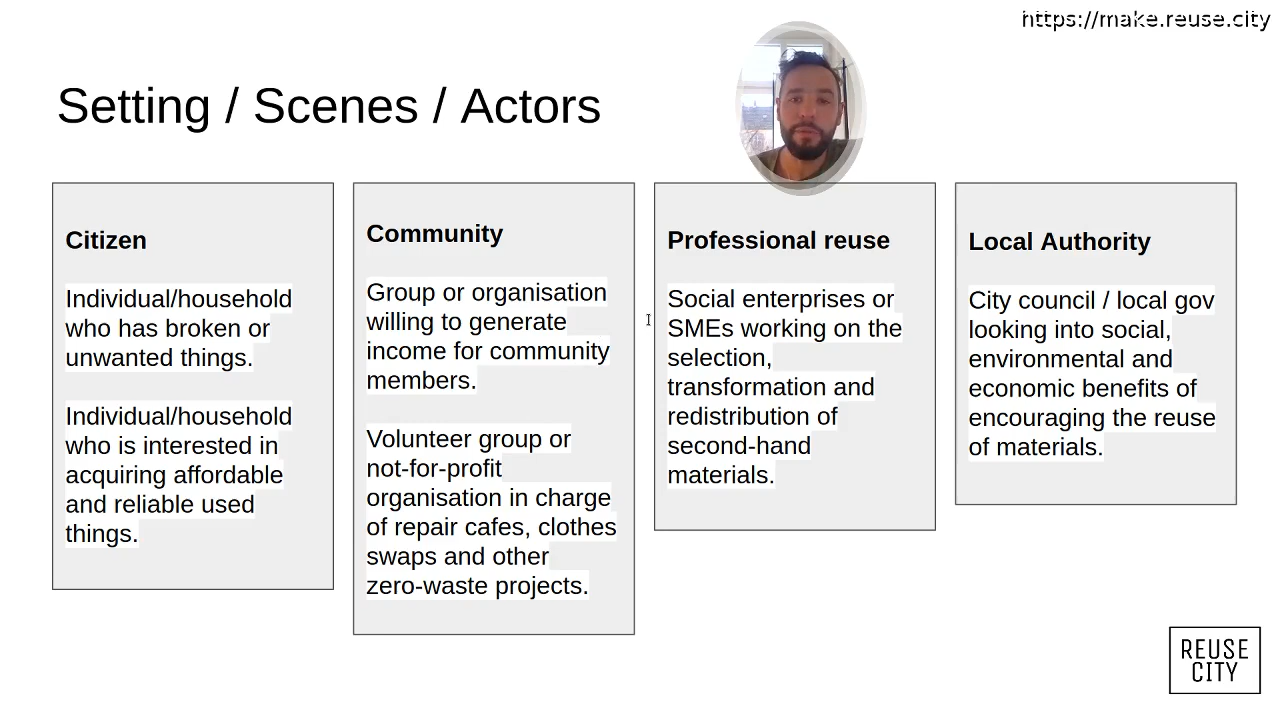 https://make.reuse.city
Setting / Scenes / Actors
Citizen
Individual/household
who has broken or
unwanted things.
Individual/household
who is interested in
acquiring affordable
and reliable used
things.
Community
Group or organisation
willing to generate
income for community
members.
Volunteer group or
not-for-profit
organisation in charge
of repair cafes, clothes
swaps and other
zero-waste projects.
Professional reuse
Social enterprises or
SMEs working on the
selection,
transformation and
redistribution of
second-hand
materials.
Local Authority
City council / local gov
looking into social,
environmental and
economic benefits of
encouraging the reuse
of materials.
REUSE
CITY